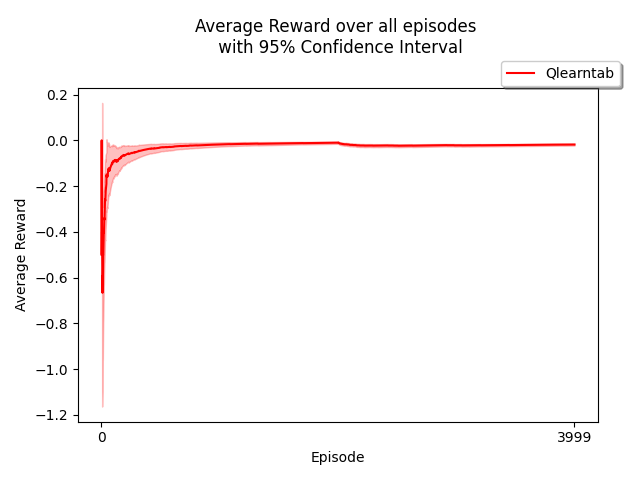 Average Reward over all episodes
with 95% Confidence Interval
Qlearntab
0.2
0.0
−0.2
−0.4
−0.6
−0.8
−1.0
−1.2
Average Reward
0 3999
Episode